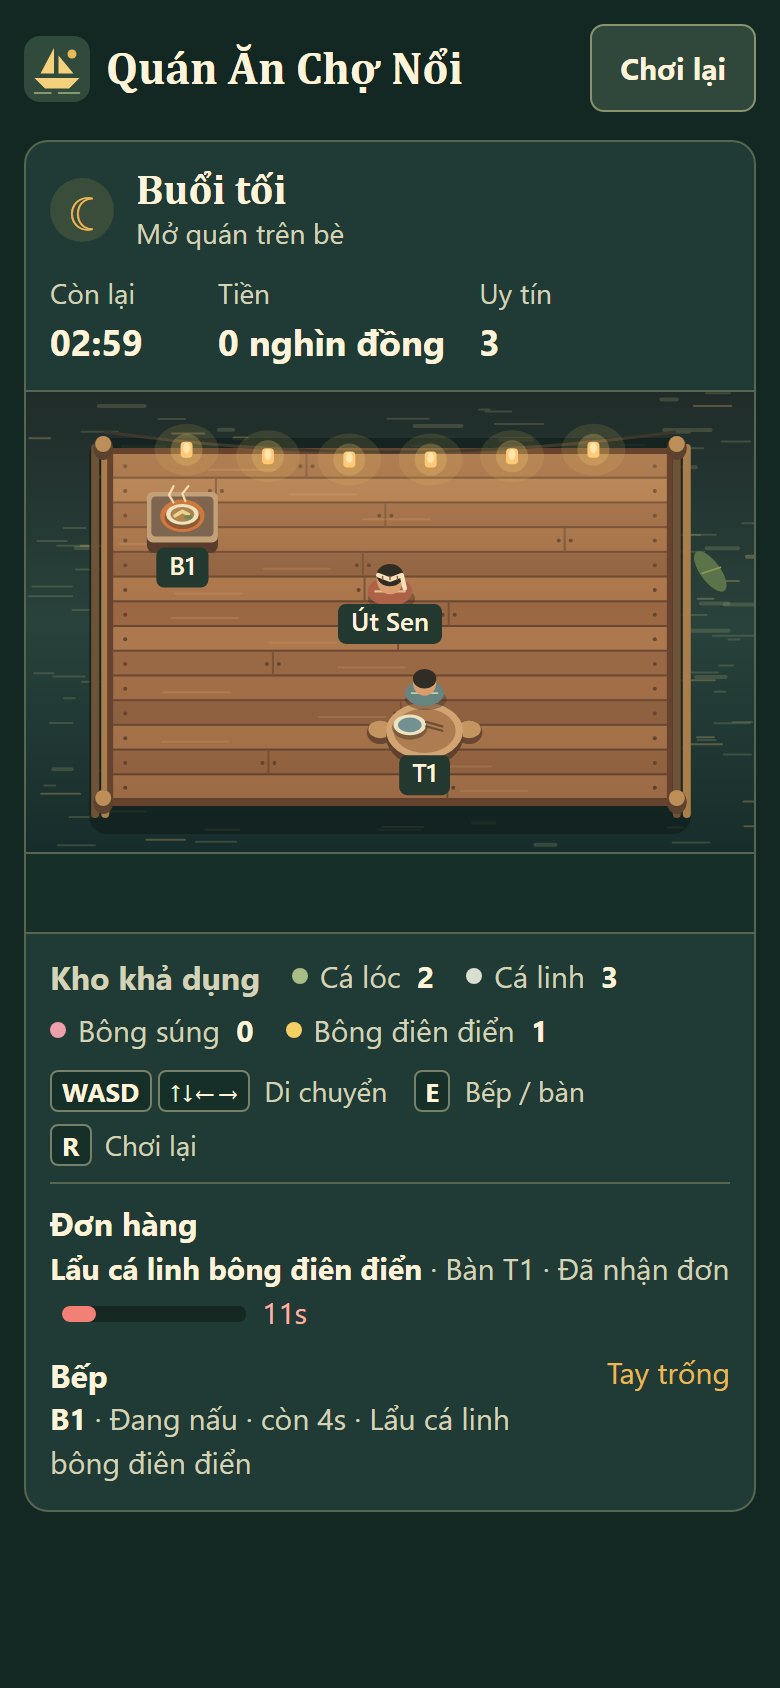 Quán Ăn Chợ Nổi
Chơi lại
Buổi tối
Mở quán trên bè
Còn lại Tiền Uy tín
02:59 0 nghìn đồng 3
B1
Út Sen
T1
Kho khả dụng Cá lóc 2 Cá linh 3
Bông súng 0 Bông điên điển 1
WASD ↑↓←→ Di chuyển E Bếp / bàn
R Chơi lại
Đơn hàng
Lẩu cá linh bông điên điển · Bàn T1 · Đã nhận đơn
11s
Bếp Tay trống
B1 · Đang nấu · còn 4s · Lẩu cá linh
bông điên điển